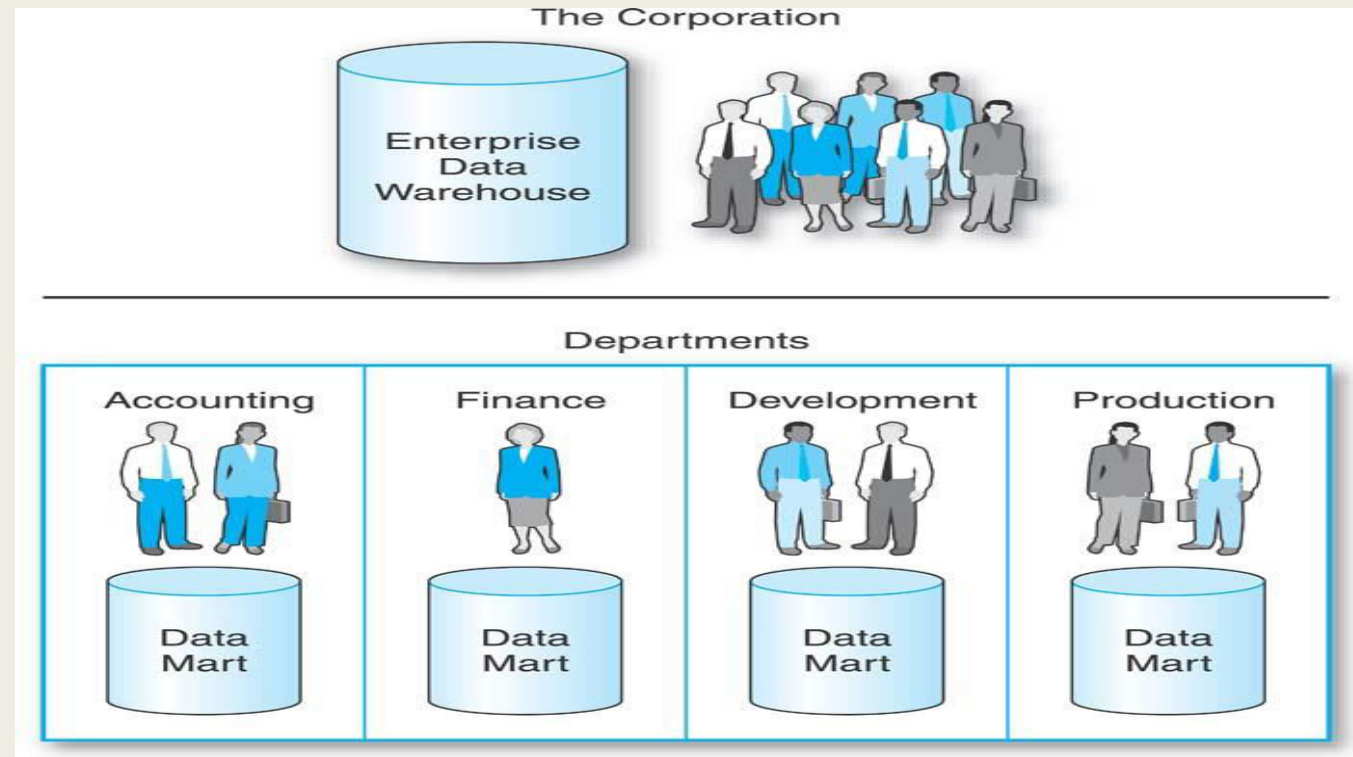 The Corporation
Enterprise
Data
Warehouse
Departments
Accounting
Finance
Development
Production
Data
Mart
Data
Mart
Data
Mart
Data
Mart